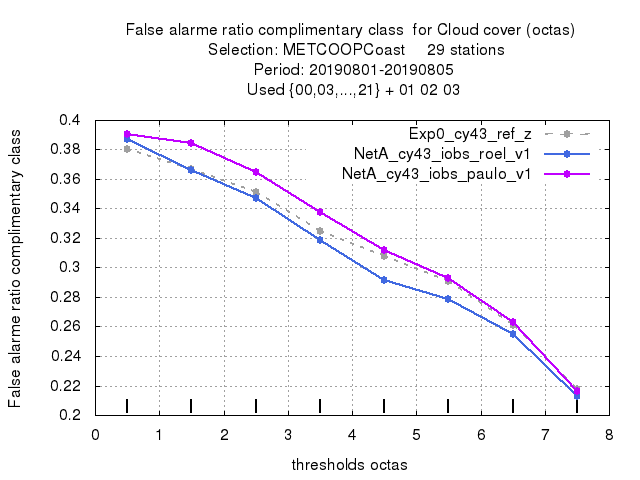 False alarme ratio complimentary class  for Cloud cover (octas)
Selection: METCOOPCoast     29 stations
Period: 20190801-20190805
Used {00,03,...,21} + 01 02 03
Exp0_cy43_ref_z
NetA_cy43_iobs_roel_v1
NetA_cy43_iobs_paulo_v1
False alarme ratio complimentary class
0.4
0.38
0.36
0.34
0.32
0.3
0.28
0.26
0.24
0.22
0.2
0 1 2 3 4 5 6 7 8
thresholds octas